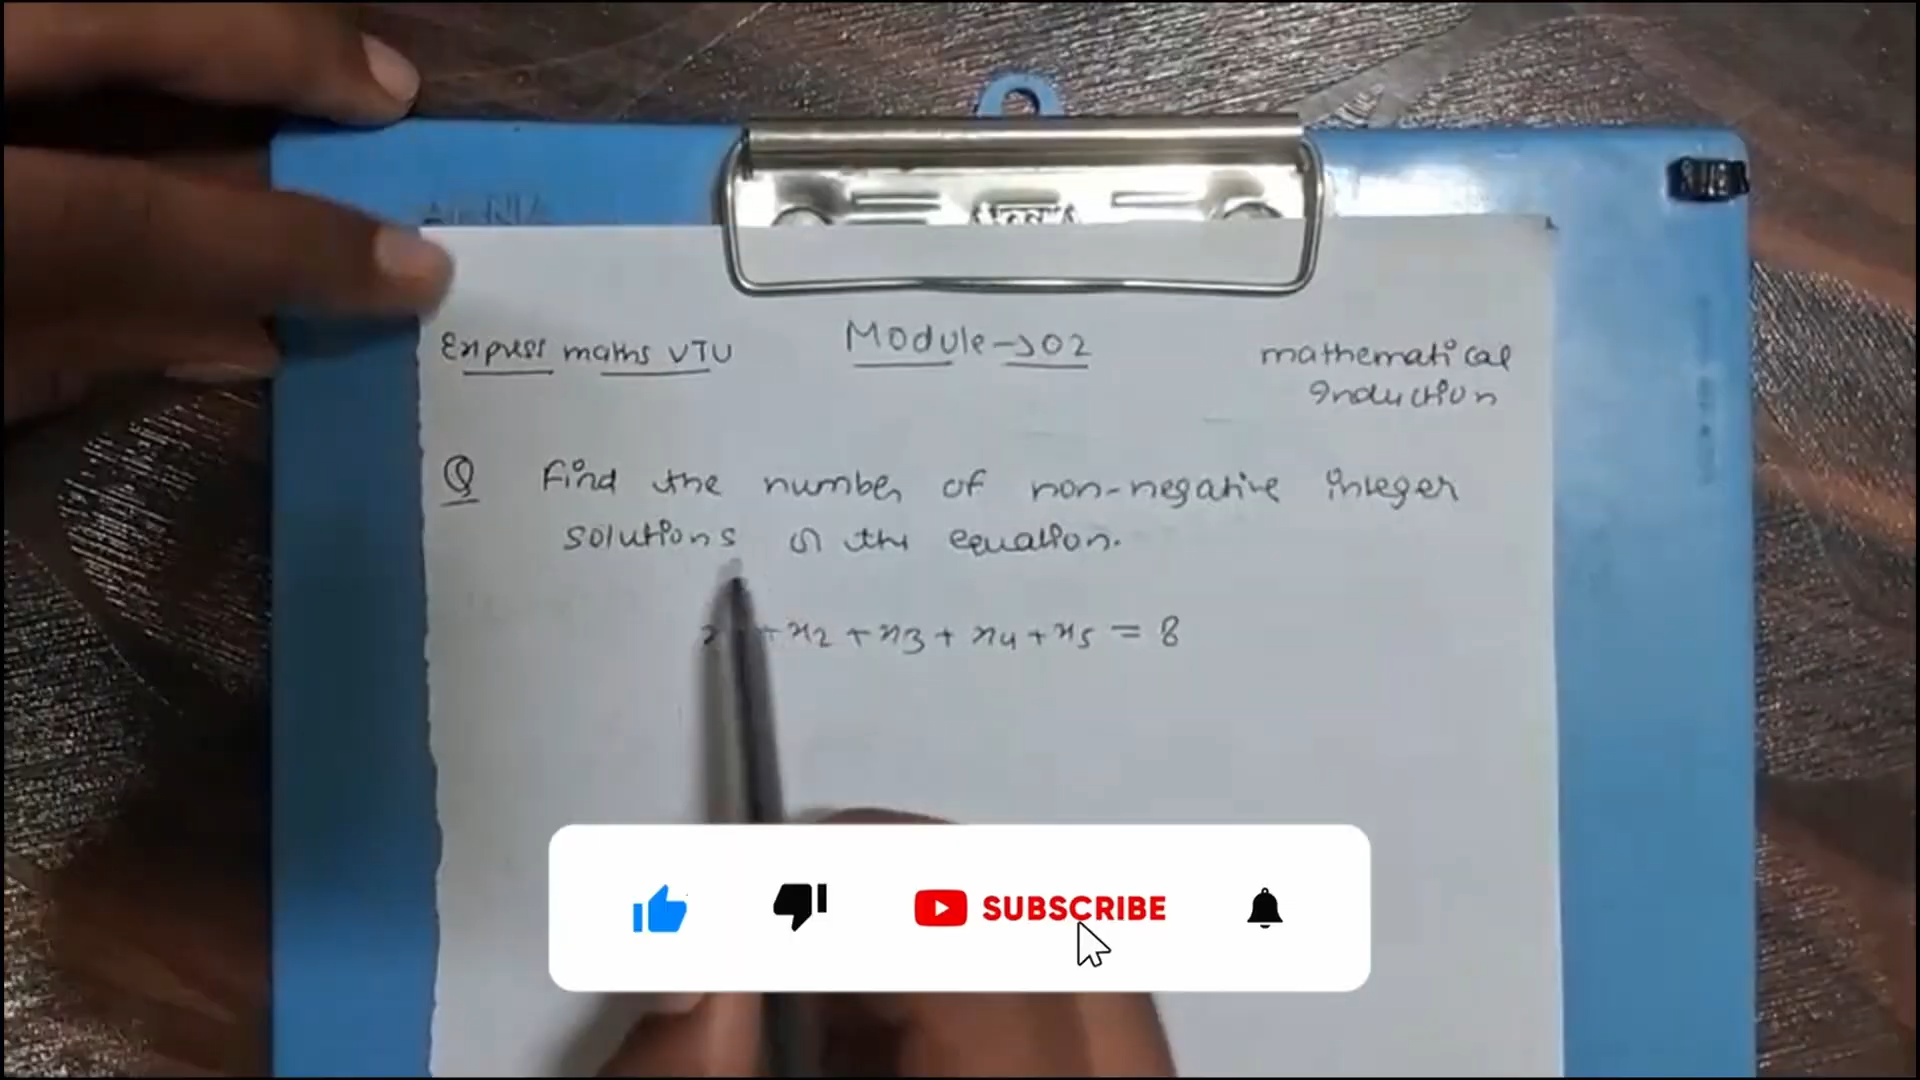 Express maths VTU
Module-02
mathematical
Induction
Q Find the number of non-negative integer
solutions of the equation.
+ x2 + x3 + x4 + x5 = 8
SUBSCRIBE